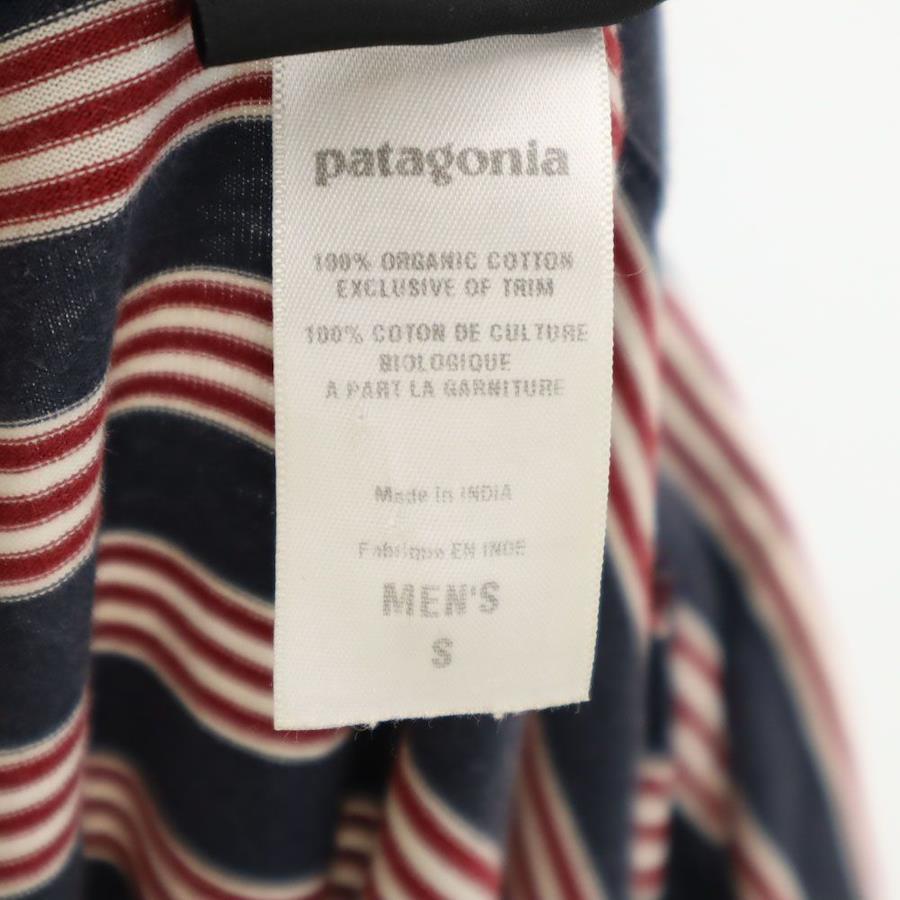 patagonia
100% ORGANIC COTTON
EXCLUSIVE OF TRIM
100% COTON DE CULTURE
BIOLOGIQUE
A PART LA GARNITURE
Made in INDIA
Fabrique EN INDE
MEN'S
S